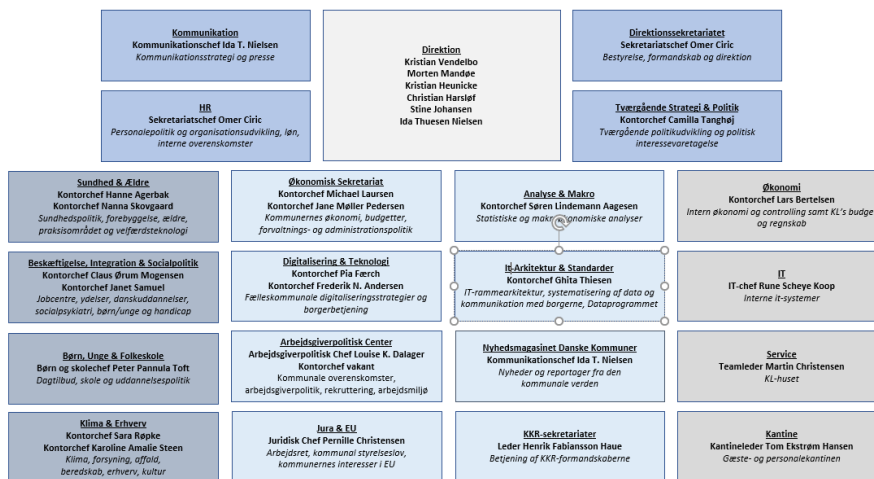 Kommunikation
Kommunikationschef Ida T. Nielsen
Kommunikationsstrategi og presse
Direktion
Kristian Vendelbo
Morten Mandøe
Kristian Heunicke
Christian Harsløf
Stine Johansen
Ida Thuesen Nielsen
Direktionssekretariatet
Sekretariatschef Omer Ciric
Bestyrelse, formandskab og direktion
HR
Sekretariatschef Omer Ciric
Personalepolitik og organisationsudvikling, løn,
interne overenskomster
Tværgående Strategi & Politik
Kontorchef Camilla Tanghøj
Tværgående politikudvikling og politisk
interessevaretagelse
Sundhed & Ældre
Kontorchef Hanne Agerbak
Kontorchef Nanna Skovgaard
Sundhedspolitik, forebyggelse, ældre,
praksisområdet og velfærdsteknologi
Økonomisk Sekretariat
Kontorchef Michael Laursen
Kontorchef Jane Møller Pedersen
Kommunernes økonomi, budgetter,
forvaltnings- og administrationspolitik
Analyse & Makro
Kontorchef Søren Lindemann Aagesen
Statistiske og analyser
Økonomi
Kontorchef Lars Bertelsen
Intern økonomi og controlling samt KL's budge
og regnskab
Beskæftigelse, Integration & Socialpolitik
Kontorchef Claus Ørum Mogensen
Kontorchef Janet Samuel
Jobcentre, ydelser, danskuddannelser,
socialpsykiatri, børn/unge og handicap
Digitalisering & Teknologi
Kontorchef Pia Færch
Kontorchef Frederik N. Andersen
Fælleskommunale digitaliseringsstrategier og
borgerbetjening
It-Arkitektur & Standarder
Kontorchef Ghita Thiesen
IT-rammearkitektur, systematisering af data og
kommunikation med borgerne, Dataprogrammet
IT
IT-chef Rune Scheye Koop
Interne it-systemer
Børn, Unge & Folkeskole
Børn og skolechef Peter Pannula Toft
Dagtilbud, skole og uddannelsespolitik
Arbejdsgiverpolitisk Center
Arbejdsgiverpolitisk Chef Louise K. Dalager
Kontorchef vakant
Kommunale overenskomster,
arbejdsgiverpolitik, rekruttering, arbejdsmiljø
Nyhedsmagasinet Danske Kommuner
Kommunikationschef Ida T. Nielsen
Nyheder og reportager fra den
kommunale verden
Service
Teamleder Martin Christensen
KL-huset
Klima & Erhverv
Kontorchef Sara Røpke
Kontorchef Karoline Amalie Steen
Klima, forsyning, affald,
beredskab, erhverv, kultur
Jura & EU
Juridisk Chef Pernille Christensen
Arbejdsret, kommunal styrelseslov,
kommunernes interesser i EU
KKR-sekretariater
Leder Henrik Fabiansson Haue
Betjening af KKR-formandskaberne
Kantine
Kantineleder Tom Ekstrøm Hansen
Gæste- og personalekantinen